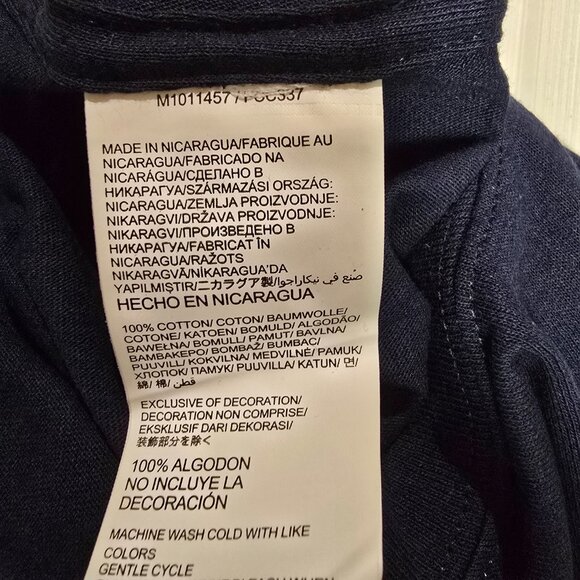 M1011457 / FCC337
MADE IN NICARAGUA/FABRIQUE AU
NICARAGUA/FABRICADO NA
NICARÁGUA/СДЕЛАНО В
НИКАРАГУА/SZÁRMAZÁSI ORSZÁG:
NICARAGUA/ZEMLJA PROIZVODNJE:
NIKARAGVI/DRŽAVA PROIZVODNJE:
NIKARAGVI/ПРОИЗВЕДЕНО В
НИКАРАГУА/FABRICAT ÎN
NICARAGUA/RAŽOTS
NIKARAGVĀ/NİKARAGUA'DA
YAPILMIŞTIR/ニカラグア製/صنع في نيكاراجوا
HECHO EN NICARAGUA
100% COTTON/ COTON/ BAUMWOLLE/
COTONE/ KATOEN/ BOMULD/ ALGODÃO/
BAWEŁNA/ BOMULL/ PAMUT/ BAVLNA/
BAMBAKEPO/ BOMBAŽ/ BUMBAC/
PUUVILL/ KOKVILNA/ MEDVILNĖ/ PAMUK/
ХЛОПОК/ ПАМУК/ PUUVILLA/ KATUN/ 면/
綿/ 棉/ قطن
EXCLUSIVE OF DECORATION/
DECORATION NON COMPRISE/
EKSKLUSIF DARI DEKORASI/
装飾部分を除く
100% ALGODON
NO INCLUYE LA
DECORACIÓN
MACHINE WASH COLD WITH LIKE
COLORS
GENTLE CYCLE